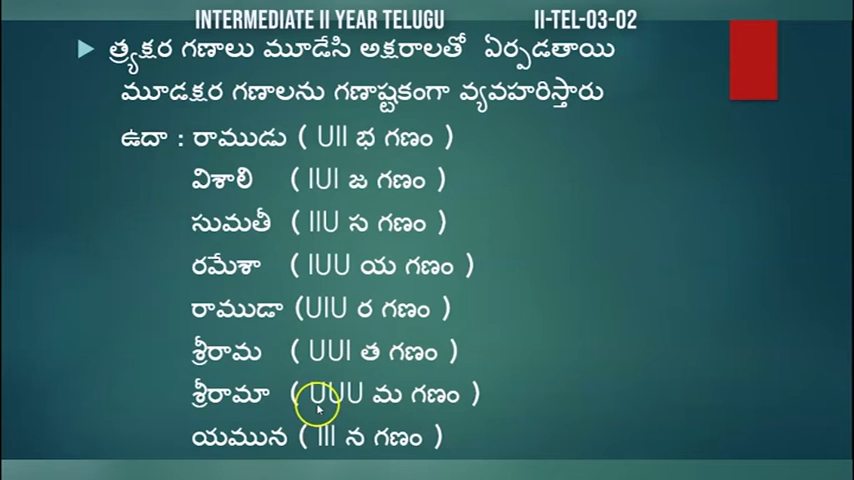 INTERMEDIATE II YEAR TELUGU II-TEL-03-02
త్ర్యక్షర గణాలు మూడేసి అక్షరాలతో ఏర్పడతాయి
మూడక్షర గణాలను గణాష్టకంగా వ్యవహరిస్తారు
ఉదా : రాముడు ( UII భ గణం )
విశాలి ( IUI జ గణం )
సుమతీ ( IIU స గణం )
రమేశా ( IUU య గణం )
రాముడా (UIU ర గణం )
శ్రీరామ ( UUI త గణం )
శ్రీరామా ( UUU మ గణం )
యమున ( III న గణం )